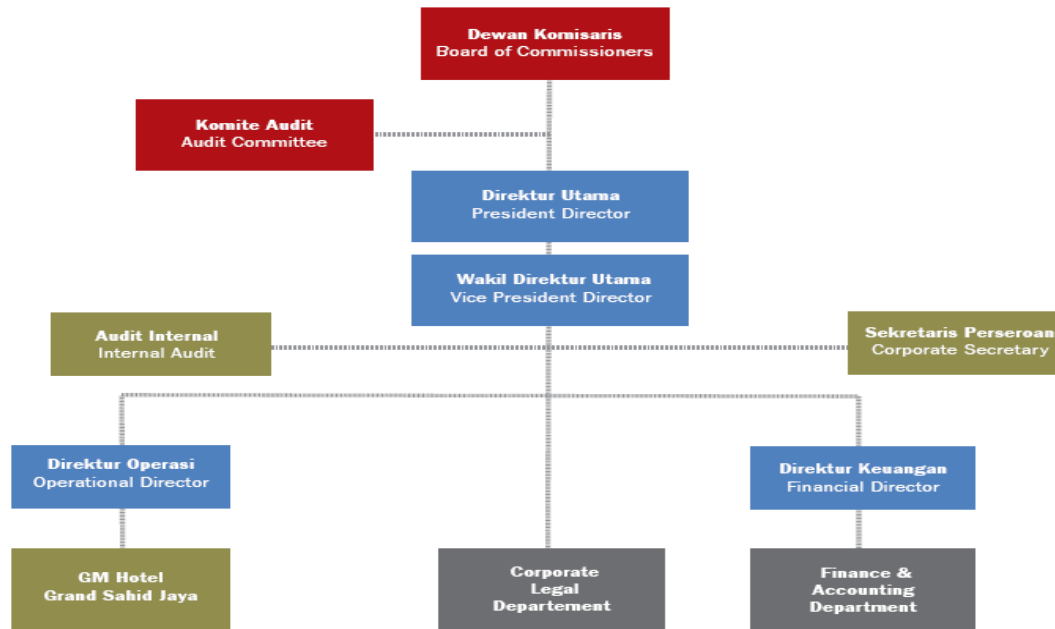 Dewan Komisaris
Board of Commissioners
Komite Audit
Audit Committee
Direktur Utama
President Director
Wakil Direktur Utama
Vice President Director
Audit Internal
Internal Audit
Sekretaris Perseroan
Corporate Secretary
Direktur Operasi
Operational Director
Direktur Keuangan
Financial Director
GM Hotel
Grand Sahid Jaya
Corporate
Legal
Departement
Finance &
Accounting
Department